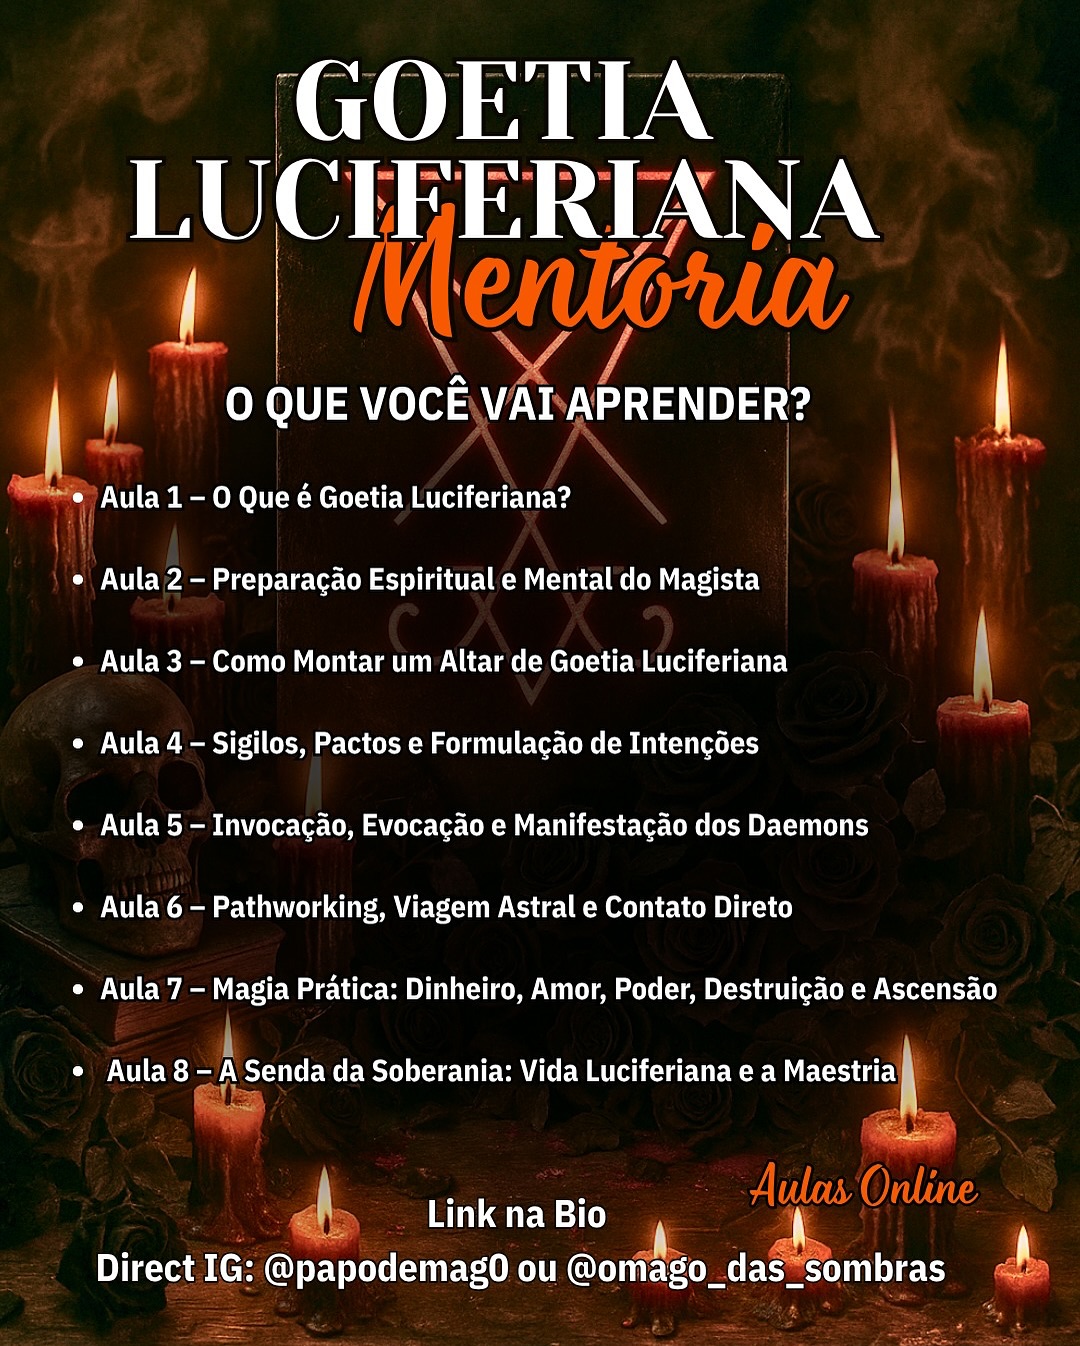 GOETIA
LUCIFERIANA
Mentoria
O QUE VOCÊ VAI APRENDER?
• Aula 1 – O Que é Goetia Luciferiana?
• Aula 2 – Preparação Espiritual e Mental do Magista
• Aula 3 – Como Montar um Altar de Goetia Luciferiana
• Aula 4 – Sigilos, Pactos e Formulação de Intenções
• Aula 5 – Invocação, Evocação e Manifestação dos Daemons
• Aula 6 – Pathworking, Viagem Astral e Contato Direto
• Aula 7 – Magia Prática: Dinheiro, Amor, Poder, Destruição e Ascensão
• Aula 8 – A Senda da Soberania: Vida Luciferiana e a Maestria
Aulas Online
Link na Bio
Direct IG: @papodemag0 ou @omago_das_sombras